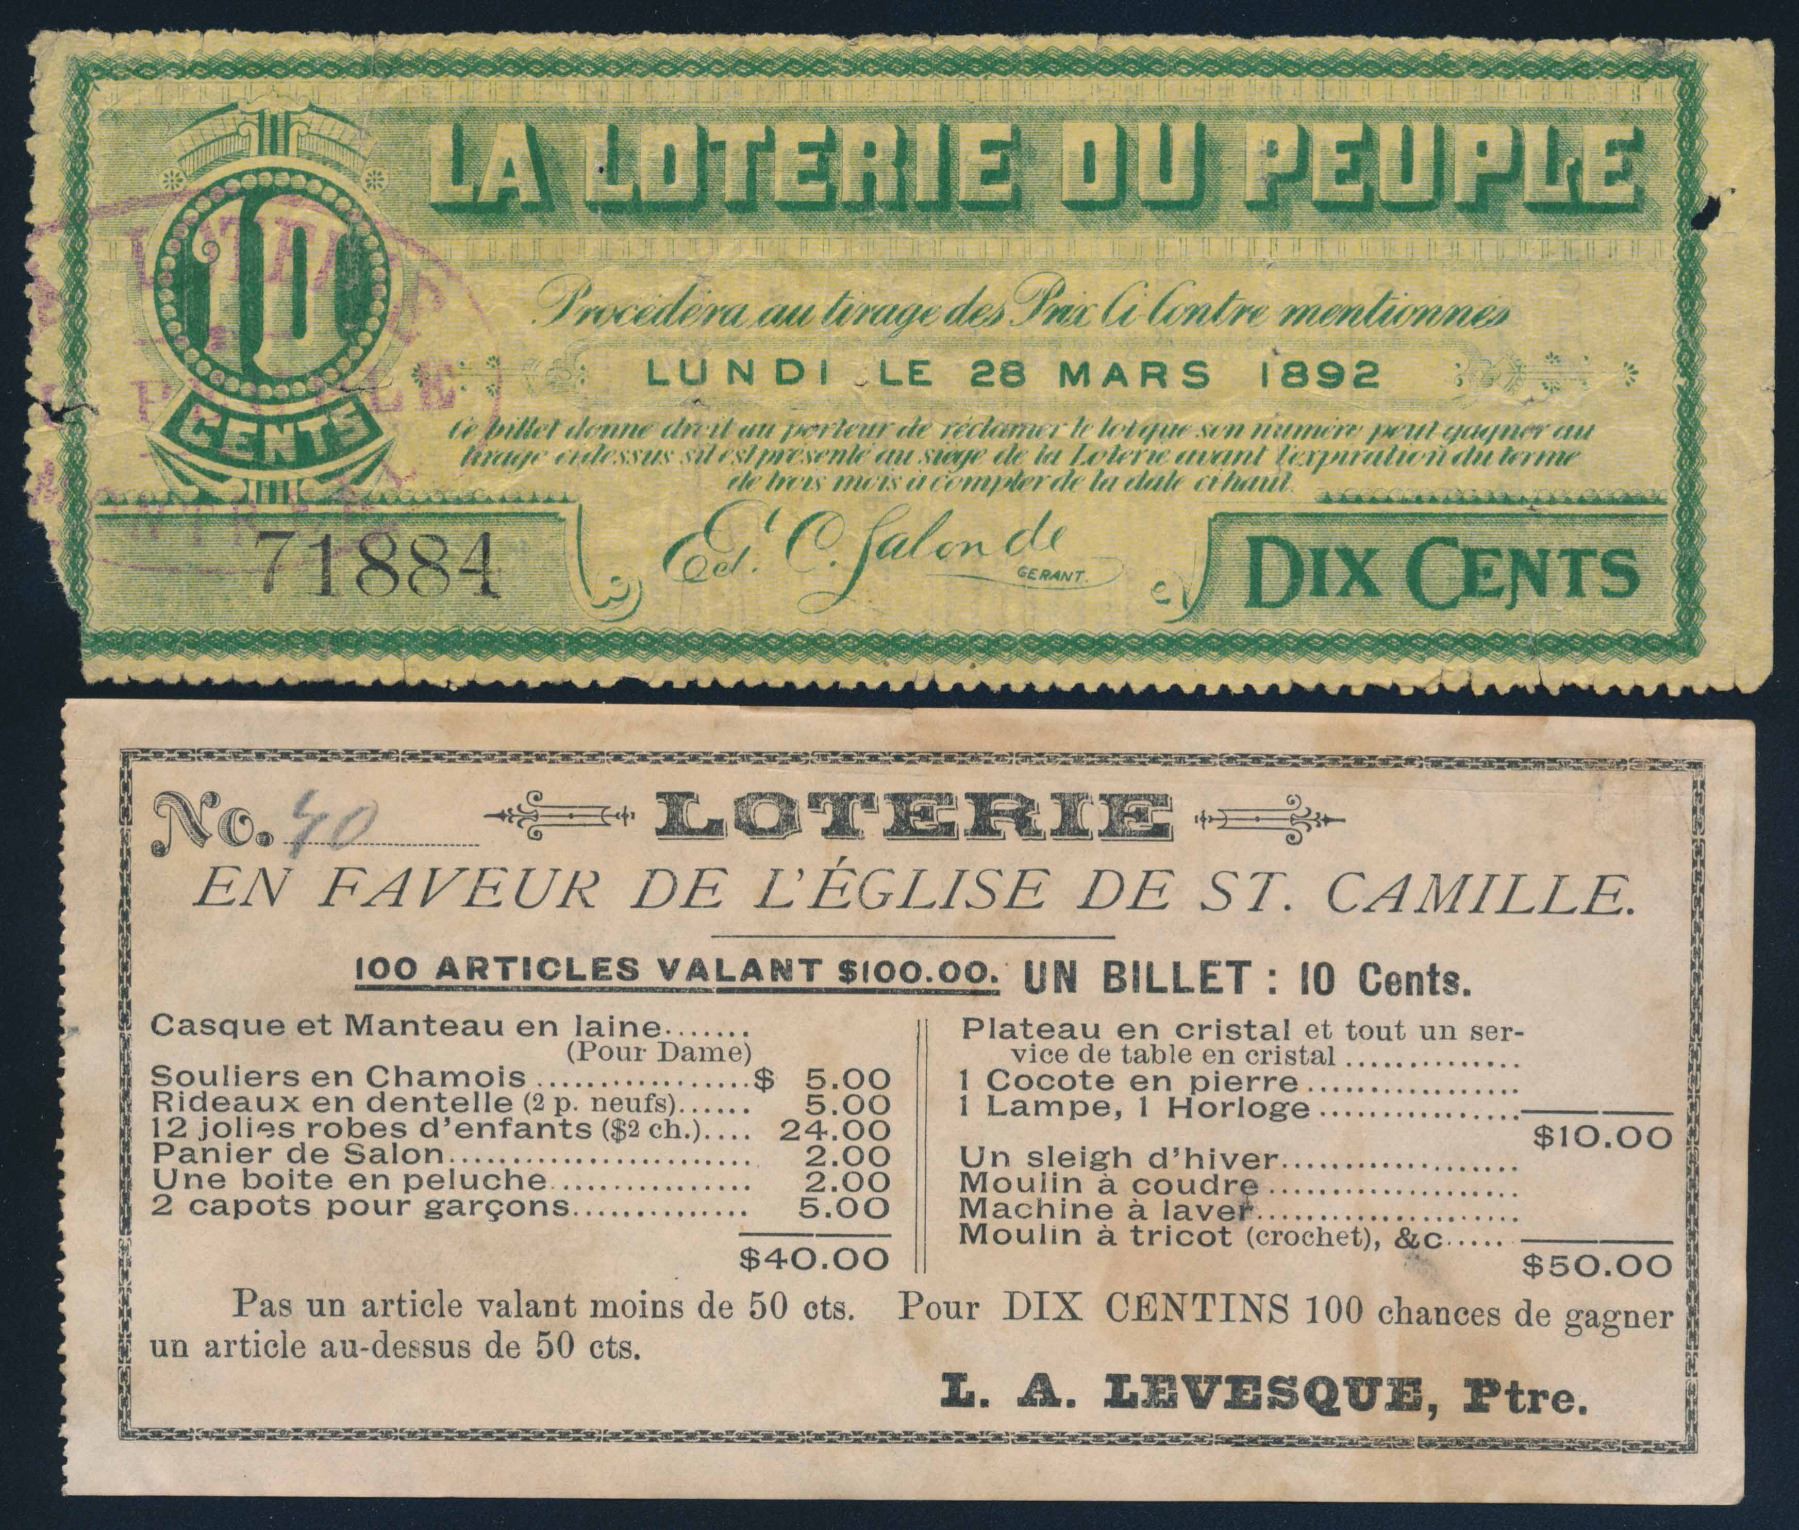 LA LOTERIE DU PEUPLE
10
CENTS
LOTERIE
PEUPLE
Procèdera au tirage des Prix Ci Contre mentionnés
LUNDI LE 28 MARS 1892
Ce billet donne droit au porteur de réclamer le lot que son numéro peut gagner au
tirage cidessus s'il est présenté au siège de la Loterie avant l'expiration du terme
de trois mois à compter de la date ci haut.
71884
Ed. C. Lalonde
GERANT.
DIX CENTS
No. 40
LOTERIE
EN FAVEUR DE L'ÉGLISE DE ST. CAMILLE.
100 ARTICLES VALANT $100.00. UN BILLET : 10 Cents.
Casque et Manteau en laine.......
(Pour Dame)
Souliers en Chamois .................$ 5.00
Rideaux en dentelle (2 p. neufs)...... 5.00
12 jolies robes d'enfants ($2 ch.).... 24.00
Panier de Salon........................ 2.00
Une boite en peluche................ 2.00
2 capots pour garçons.............. 5.00
$40.00
Plateau en cristal et tout un ser-
vice de table en cristal ..............
1 Cocote en pierre.................
1 Lampe, 1 Horloge ................
$10.00
Un sleigh d'hiver...................
Moulin à coudre ....................
Machine à laver.....................
Moulin à tricot (crochet), &c.....
$50.00
Pas un article valant moins de 50 cts. Pour DIX CENTINS 100 chances de gagner
un article au-dessus de 50 cts.
L. A. LEVESQUE, Ptre.